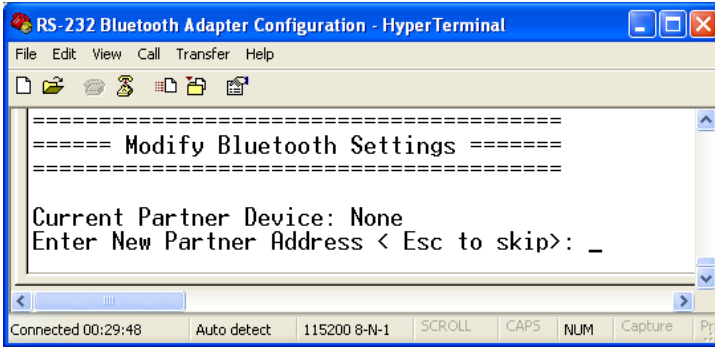 RS-232 Bluetooth Adapter Configuration - HyperTerminal
File Edit View Call Transfer Help
========================================
====== Modify Bluetooth Settings =======
========================================
Current Partner Device: None
Enter New Partner Address < Esc to skip>: _
Connected 00:29:48 Auto detect 115200 8-N-1 SCROLL CAPS NUM Capture